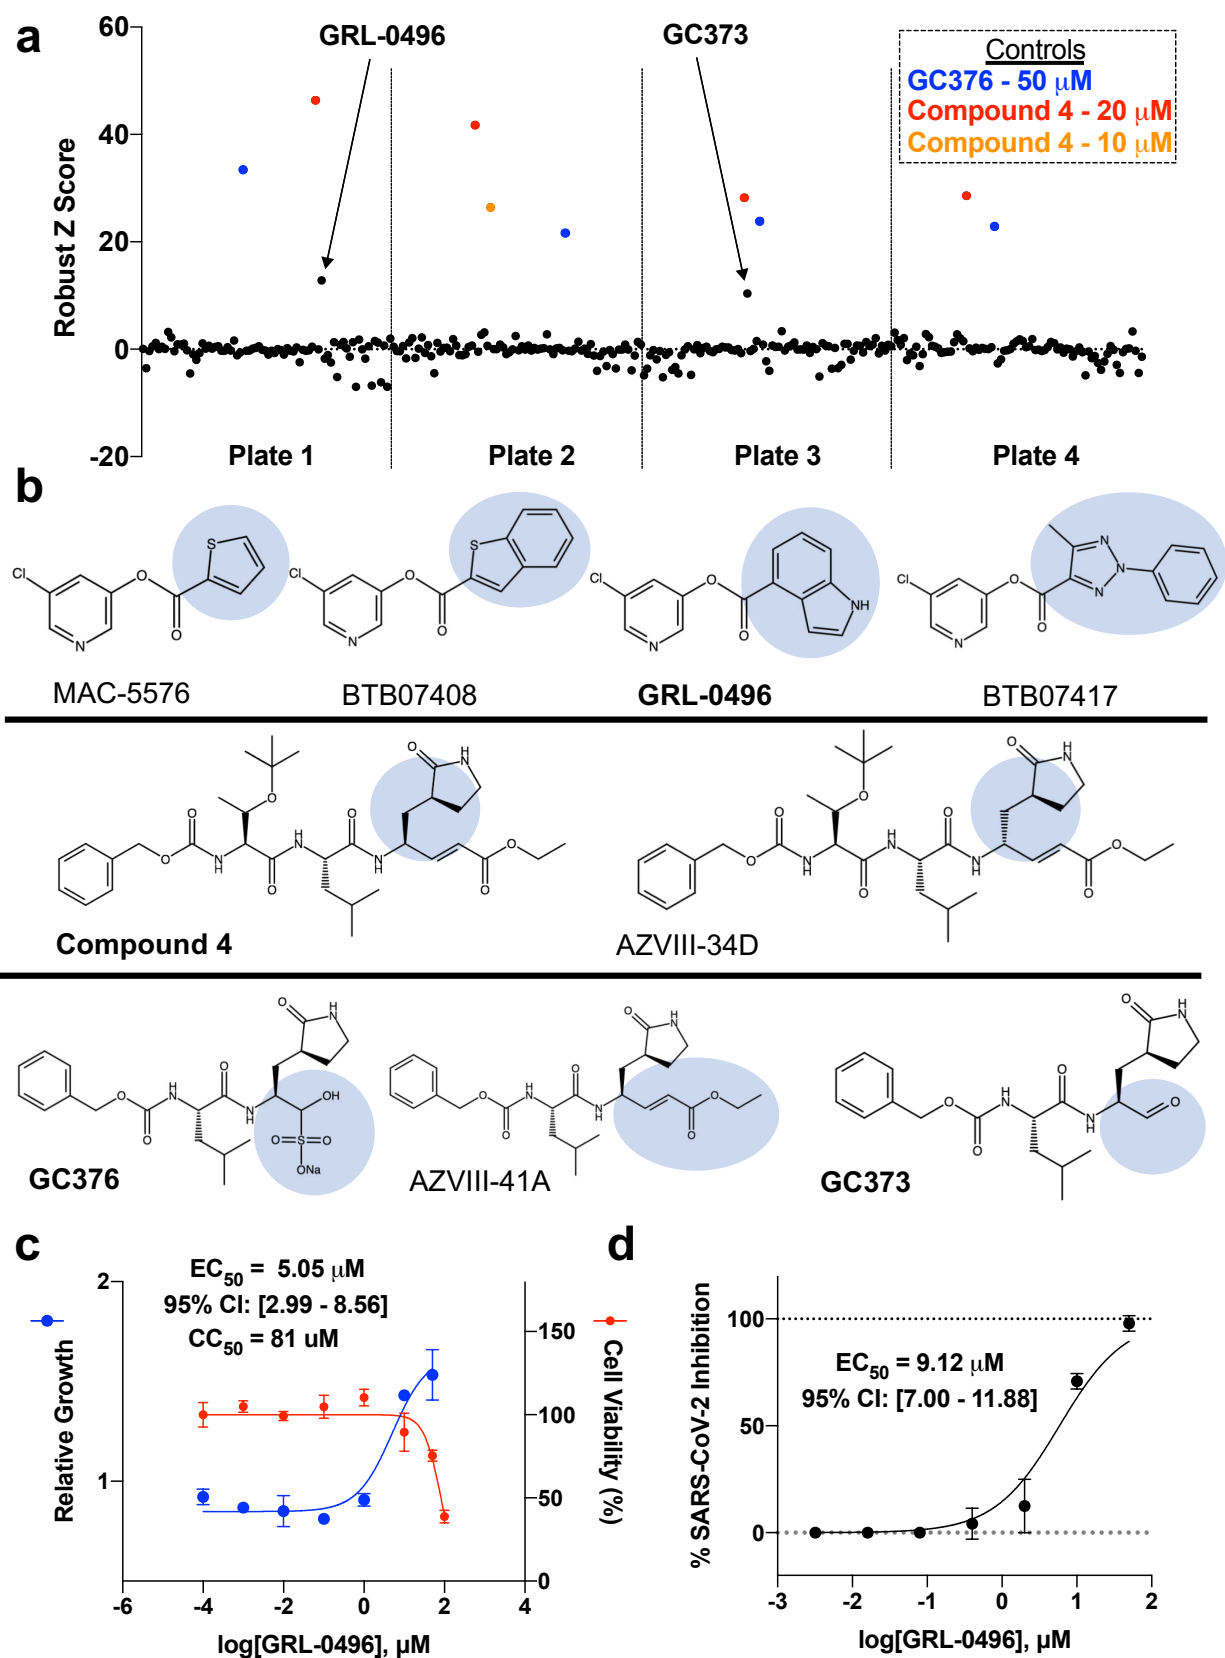 a
60
40
20
0
-20
Robust Z Score
GRL-0496
GC373
Controls
GC376 - 50 μM
Compound 4 - 20 μM
Compound 4 - 10 μM
Plate 1
Plate 2
Plate 3
Plate 4
b
Cl
N
O
O
S
MAC-5576
Cl
N
O
O
S
BTB07408
Cl
N
O
O
NH
GRL-0496
Cl
N
O
O
N
N
N
BTB07417
O
O
N
H
O
O
H
N
O
N
H
O
H
N
O
O
Compound 4
O
O
N
H
O
O
H
N
O
N
H
O
H
N
O
O
AZVIII-34D
O
O
H
N
O
N
H
O
H
N
OH
O
S
O
ONa
GC376
O
O
H
N
O
N
H
O
H
N
O
O
AZVIII-41A
O
O
H
N
O
N
H
O
H
N
O
GC373
c
EC50 = 5.05 μM
95% CI: [2.99 - 8.56]
CC50 = 81 uM
2
1
Relative Growth
150
100
50
0
Cell Viability (%)
-6
-4
-2
0
2
4
log[GRL-0496], μM
d
EC50 = 9.12 μM
95% CI: [7.00 - 11.88]
100
50
0
% SARS-CoV-2 Inhibition
-3
-2
-1
0
1
2
log[GRL-0496], μM